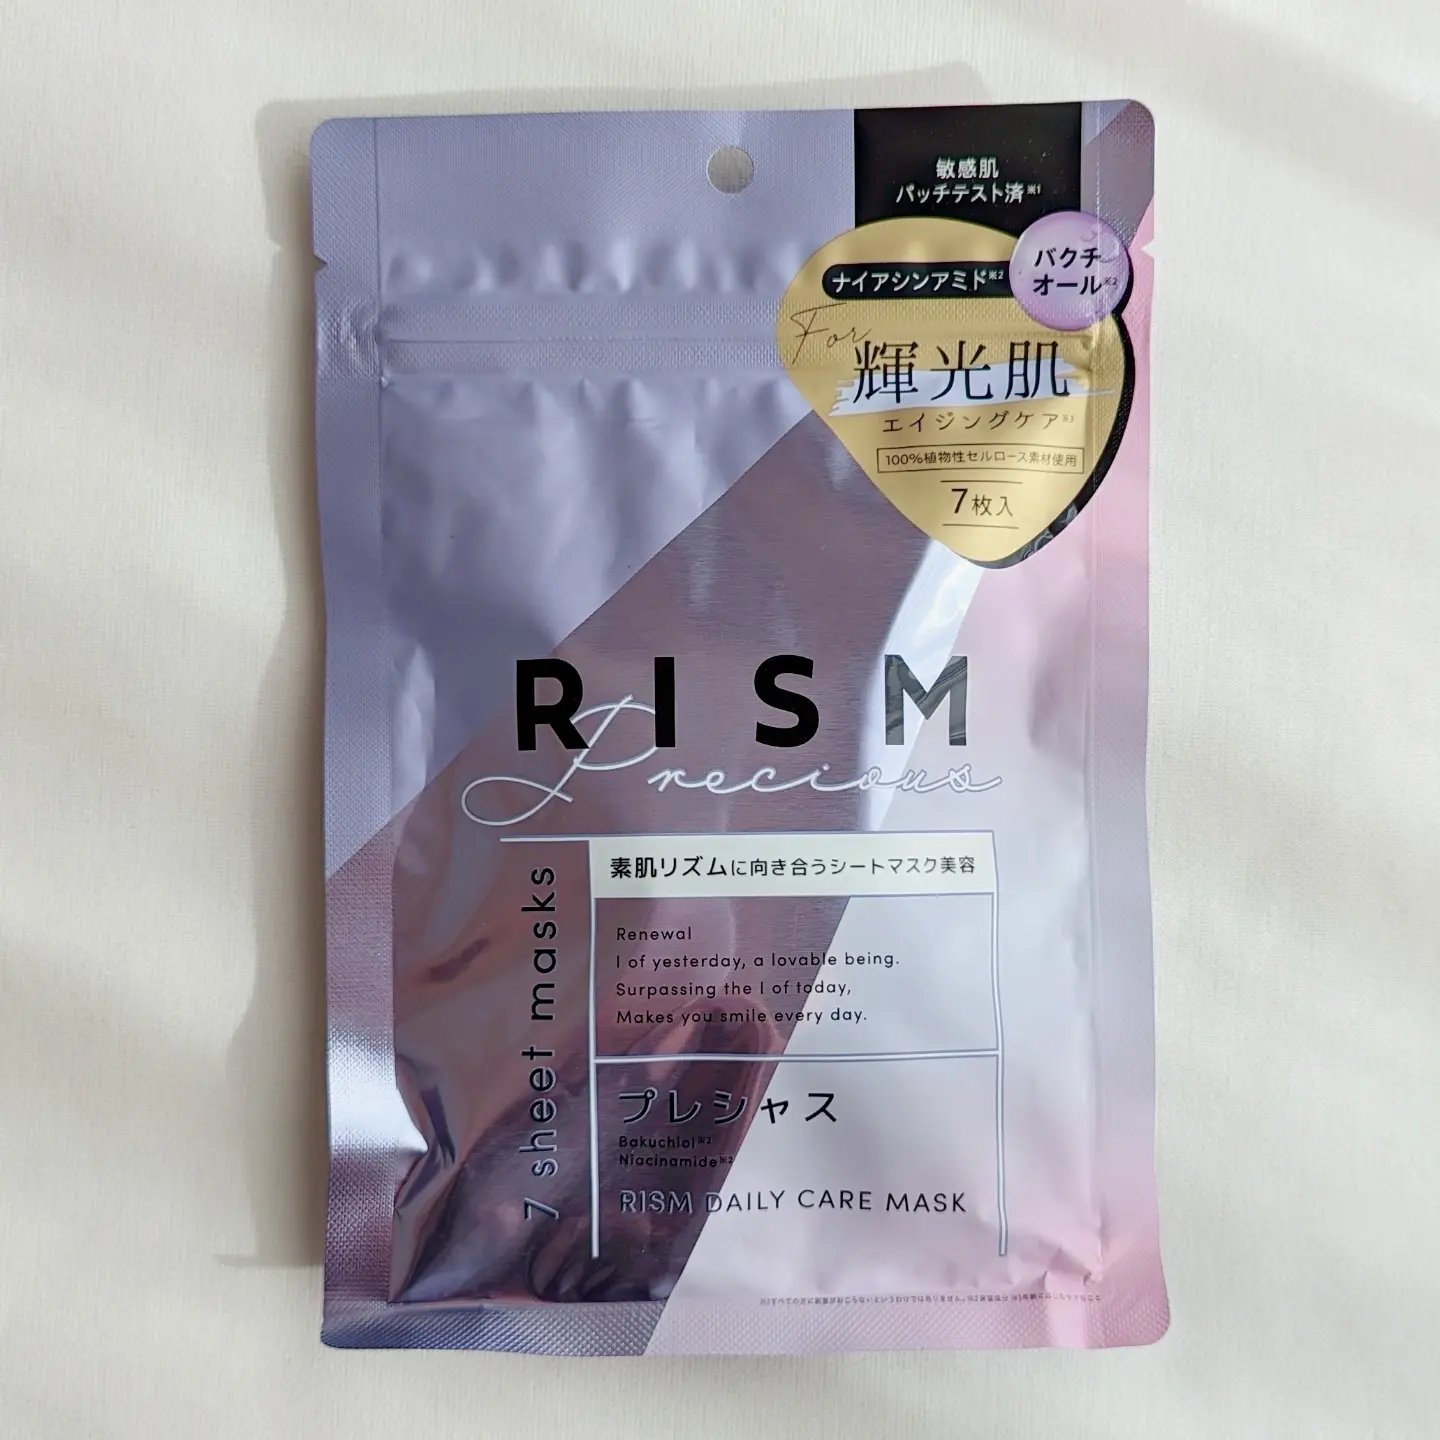 敏感肌
パッチテスト済※1
バクチ
オール※2
ナイアシンアミド※2
For
輝光肌
エイジングケア※3
100%植物性セルロース素材使用
7枚入
RISM
Precious
7 sheet masks
素肌リズムに向き合うシートマスク美容
Renewal
I of yesterday, a lovable being.
Surpassing the I of today,
Makes you smile every day.
プレシャス
Bakuchiol※2
Niacinamide※2
RISM DAILY CARE MASK